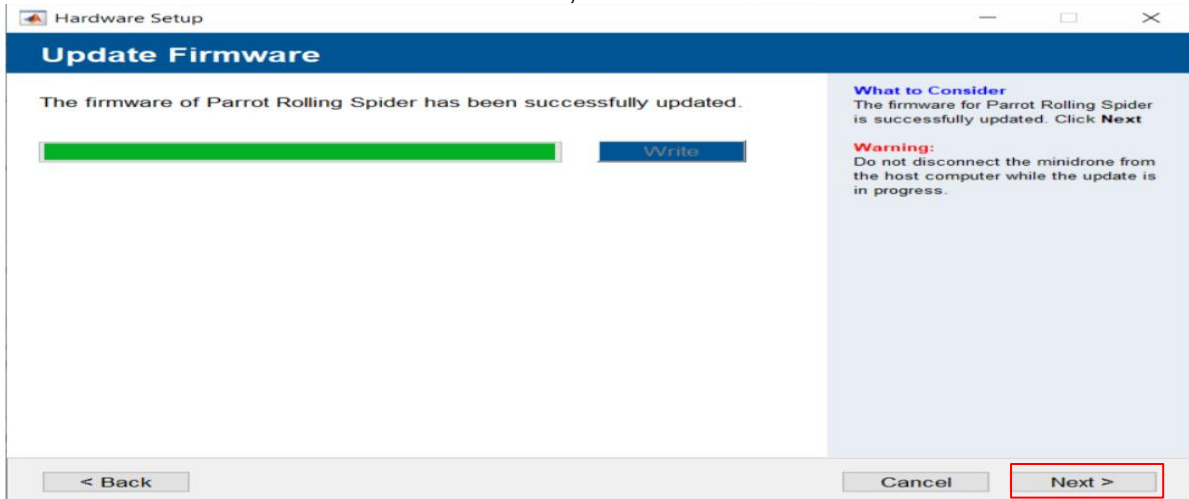 Hardware Setup
Update Firmware
The firmware of Parrot Rolling Spider has been successfully updated.
Write
What to Consider
The firmware for Parrot Rolling Spider
is successfully updated. Click Next
Warning:
Do not disconnect the minidrone from
the host computer while the update is
in progress.
< Back
Cancel
Next >